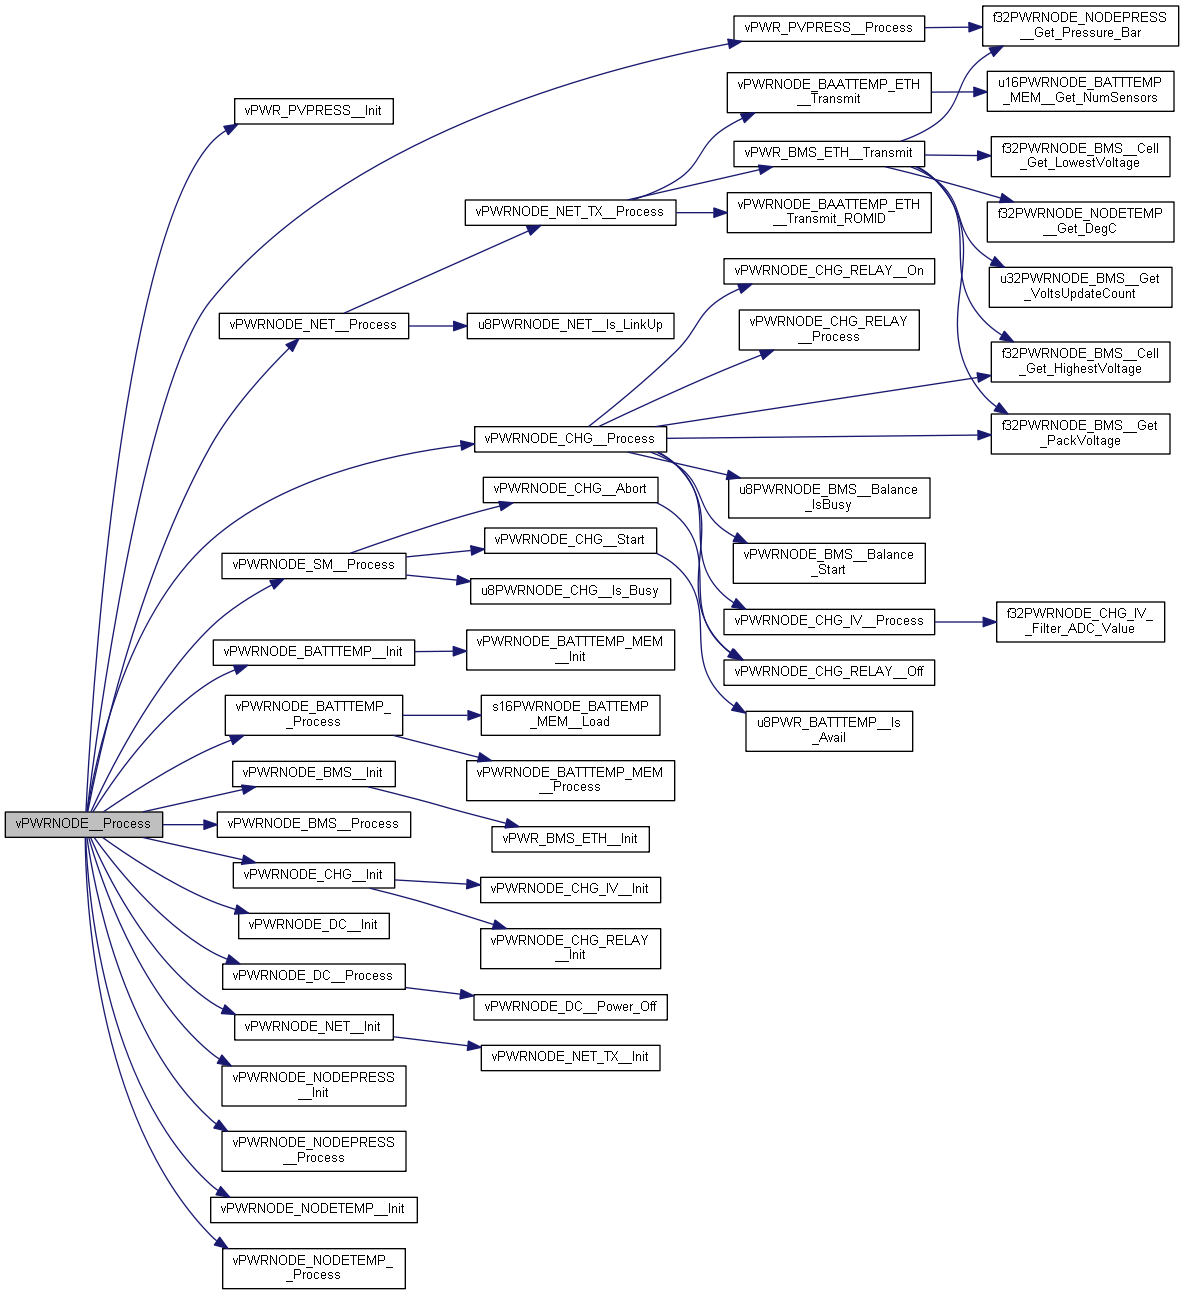 vPWRNODE__Process
vPWR_PVPRESS__Init
vPWR_PVPRESS__Process
f32PWRNODE_NODEPRESS
__Get_Pressure_Bar
vPWRNODE_NET__Process
vPWRNODE_NET_TX__Process
vPWRNODE_BAATTEMP_ETH
__Transmit
u16PWRNODE_BATTTEMP
_MEM__Get_NumSensors
vPWR_BMS_ETH__Transmit
f32PWRNODE_BMS__Cell
_Get_LowestVoltage
f32PWRNODE_NODETEMP
__Get_DegC
u32PWRNODE_BMS__Get
_VoltsUpdateCount
f32PWRNODE_BMS__Cell
_Get_HighestVoltage
f32PWRNODE_BMS__Get
_PackVoltage
vPWRNODE_BAATTEMP_ETH
__Transmit_ROMID
u8PWRNODE_NET__Is_LinkUp
vPWRNODE_CHG__Process
vPWRNODE_CHG_RELAY__On
vPWRNODE_CHG_RELAY
__Process
u8PWRNODE_BMS__Balance
_IsBusy
vPWRNODE_BMS__Balance
_Start
vPWRNODE_CHG_IV__Process
f32PWRNODE_CHG_IV_
_Filter_ADC_Value
vPWRNODE_CHG_RELAY__Off
vPWRNODE_SM__Process
vPWRNODE_CHG__Abort
vPWRNODE_CHG__Start
u8PWR_BATTTEMP__Is
_Avail
u8PWRNODE_CHG__Is_Busy
vPWRNODE_BATTTEMP__Init
vPWRNODE_BATTTEMP_MEM
__Init
vPWRNODE_BATTTEMP_
_Process
s16PWRNODE_BATTEMP
_MEM__Load
vPWRNODE_BATTTEMP_MEM
__Process
vPWRNODE_BMS__Init
vPWR_BMS_ETH__Init
vPWRNODE_BMS__Process
vPWRNODE_CHG__Init
vPWRNODE_CHG_IV__Init
vPWRNODE_CHG_RELAY
__Init
vPWRNODE_DC__Init
vPWRNODE_DC__Process
vPWRNODE_DC__Power_Off
vPWRNODE_NET__Init
vPWRNODE_NET_TX__Init
vPWRNODE_NODEPRESS
__Init
vPWRNODE_NODEPRESS
__Process
vPWRNODE_NODETEMP__Init
vPWRNODE_NODETEMP_
_Process